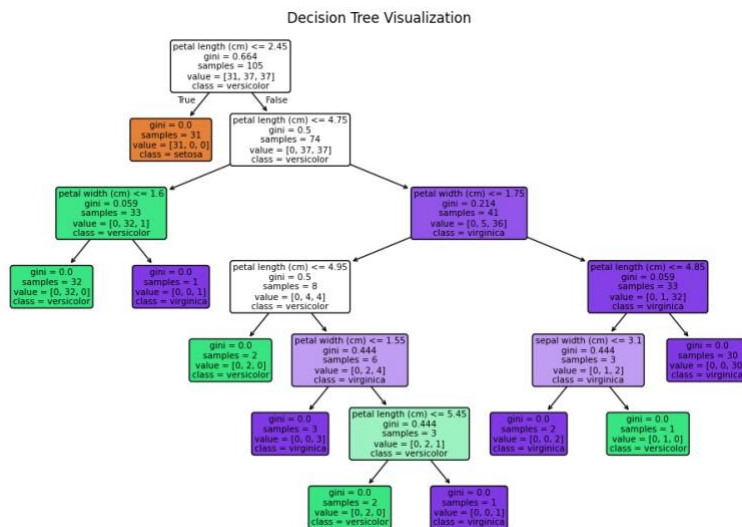 Decision Tree Visualization
petal length (cm) <= 2.45
gini = 0.664
samples = 105
value = [31, 37, 37]
class = versicolor
True
False
gini = 0.0
samples = 31
value = [31, 0, 0]
class = setosa
petal length (cm) <= 4.75
gini = 0.5
samples = 74
value = [0, 37, 37]
class = versicolor
petal width (cm) <= 1.6
gini = 0.059
samples = 33
value = [0, 32, 1]
class = versicolor
petal width (cm) <= 1.75
gini = 0.214
samples = 41
value = [0, 5, 36]
class = virginica
gini = 0.0
samples = 32
value = [0, 32, 0]
class = versicolor
gini = 0.0
samples = 1
value = [0, 0, 1]
class = virginica
petal length (cm) <= 4.95
gini = 0.5
samples = 8
value = [0, 4, 4]
class = versicolor
petal length (cm) <= 4.85
gini = 0.059
samples = 33
value = [0, 1, 32]
class = virginica
gini = 0.0
samples = 2
value = [0, 2, 0]
class = versicolor
petal width (cm) <= 1.55
gini = 0.444
samples = 6
value = [0, 2, 4]
class = virginica
sepal width (cm) <= 3.1
gini = 0.444
samples = 3
value = [0, 1, 2]
class = virginica
gini = 0.0
samples = 30
value = [0, 0, 30]
class = virginica
gini = 0.0
samples = 3
value = [0, 0, 3]
class = virginica
petal length (cm) <= 5.45
gini = 0.444
samples = 3
value = [0, 2, 1]
class = versicolor
gini = 0.0
samples = 2
value = [0, 0, 2]
class = virginica
gini = 0.0
samples = 1
value = [0, 1, 0]
class = versicolor
gini = 0.0
samples = 2
value = [0, 2, 0]
class = versicolor
gini = 0.0
samples = 1
value = [0, 0, 1]
class = virginica